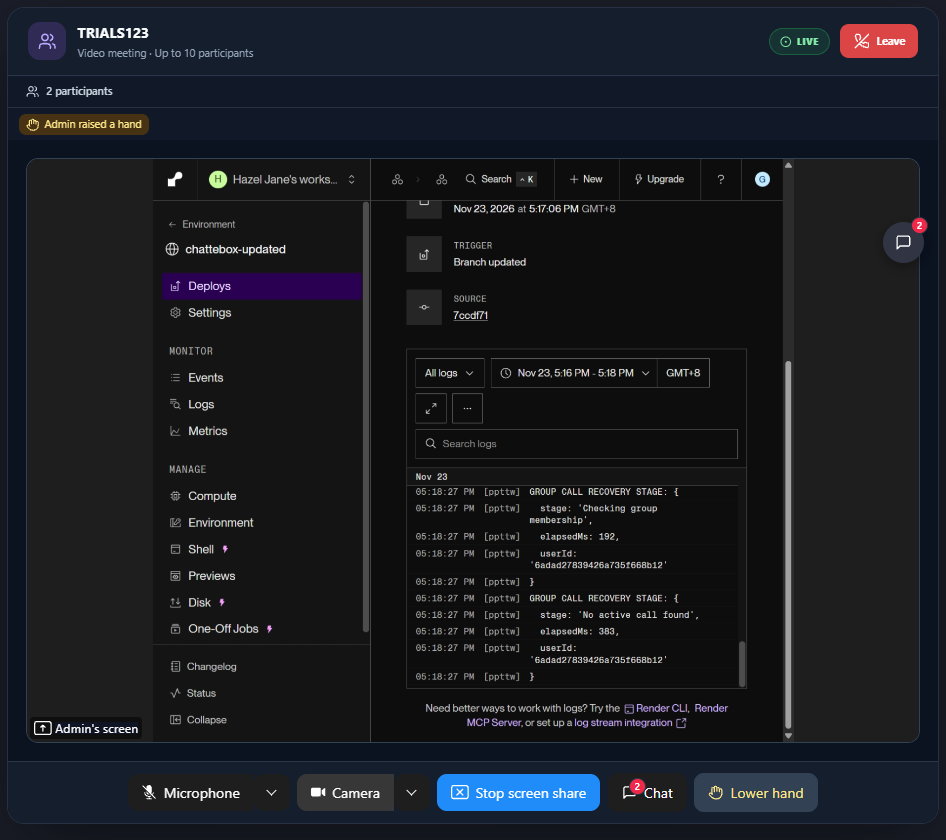 TRIALS123
Video meeting · Up to 10 participants
LIVE
Leave
2 participants
Admin raised a hand
H
Hazel Jane's works...
Search
K
New
Upgrade
?
G
Environment
chattebox-updated
Deploys
Settings
MONITOR
Events
Logs
Metrics
MANAGE
Compute
Environment
Shell
Previews
Disk
One-Off Jobs
Changelog
Status
Collapse
Nov 23, 2026 at 5:17:06 PM GMT+8
TRIGGER
Branch updated
SOURCE
7ccdf71
All logs
Nov 23, 5:16 PM - 5:18 PM
GMT+8
...
Search logs
Nov 23
05:18:27 PM [ppttw] GROUP CALL RECOVERY STAGE: {
05:18:27 PM [ppttw] stage: 'Checking group
membership',
05:18:27 PM [ppttw] elapsedMs: 192,
05:18:27 PM [ppttw] userId:
'6adad27839426a735f668b12'
05:18:27 PM [ppttw] }
05:18:27 PM [ppttw] GROUP CALL RECOVERY STAGE: {
05:18:27 PM [ppttw] stage: 'No active call found',
05:18:27 PM [ppttw] elapsedMs: 383,
05:18:27 PM [ppttw] userId:
'6adad27839426a735f668b12'
05:18:27 PM [ppttw] }
Need better ways to work with logs? Try the Render CLI, Render
MCP Server, or set up a log stream integration
2
Admin's screen
Microphone
Camera
Stop screen share
2
Chat
Lower hand